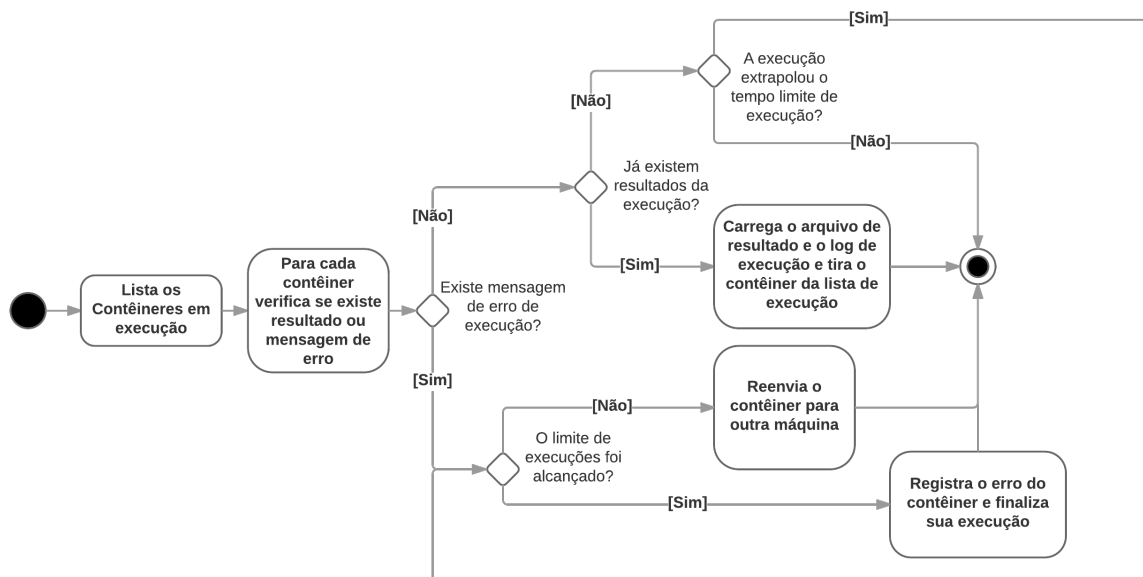 [Sim]
A execução
extrapolou o
tempo limite de
execução?
[Não]
[Não]
Já existem
resultados da
execução?
[Não]
[Sim]
Carrega o arquivo de
resultado e o log de
execução e tira o
contêiner da lista de
execução
Lista os
Contêineres em
execução
Para cada
contêiner
verifica se existe
resultado ou
mensagem de
erro
Existe mensagem
de erro de
execução?
[Sim]
[Não]
Reenvia o
contêiner para
outra máquina
O limite de
execuções foi
alcançado?
[Sim]
Registra o erro do
contêiner e finaliza
sua execução